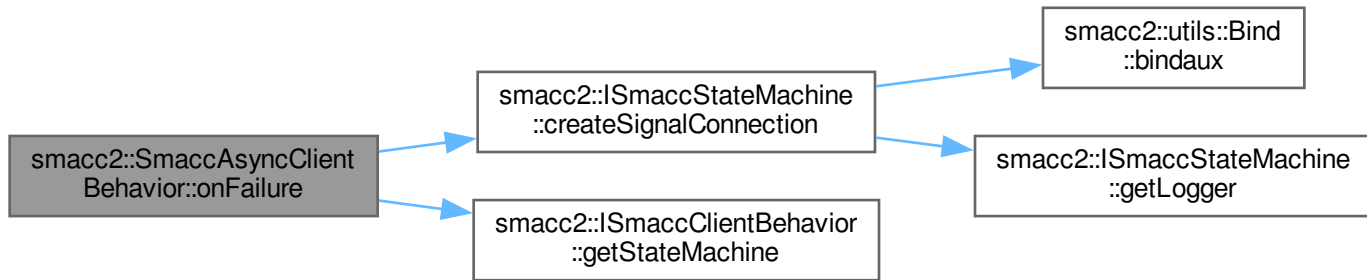 smacc2::SmaccAsyncClient
Behavior::onFailure
smacc2::ISmaccStateMachine
::createSignalConnection
smacc2::ISmaccClientBehavior
::getStateMachine
smacc2::utils::Bind
::bindaux
smacc2::ISmaccStateMachine
::getLogger